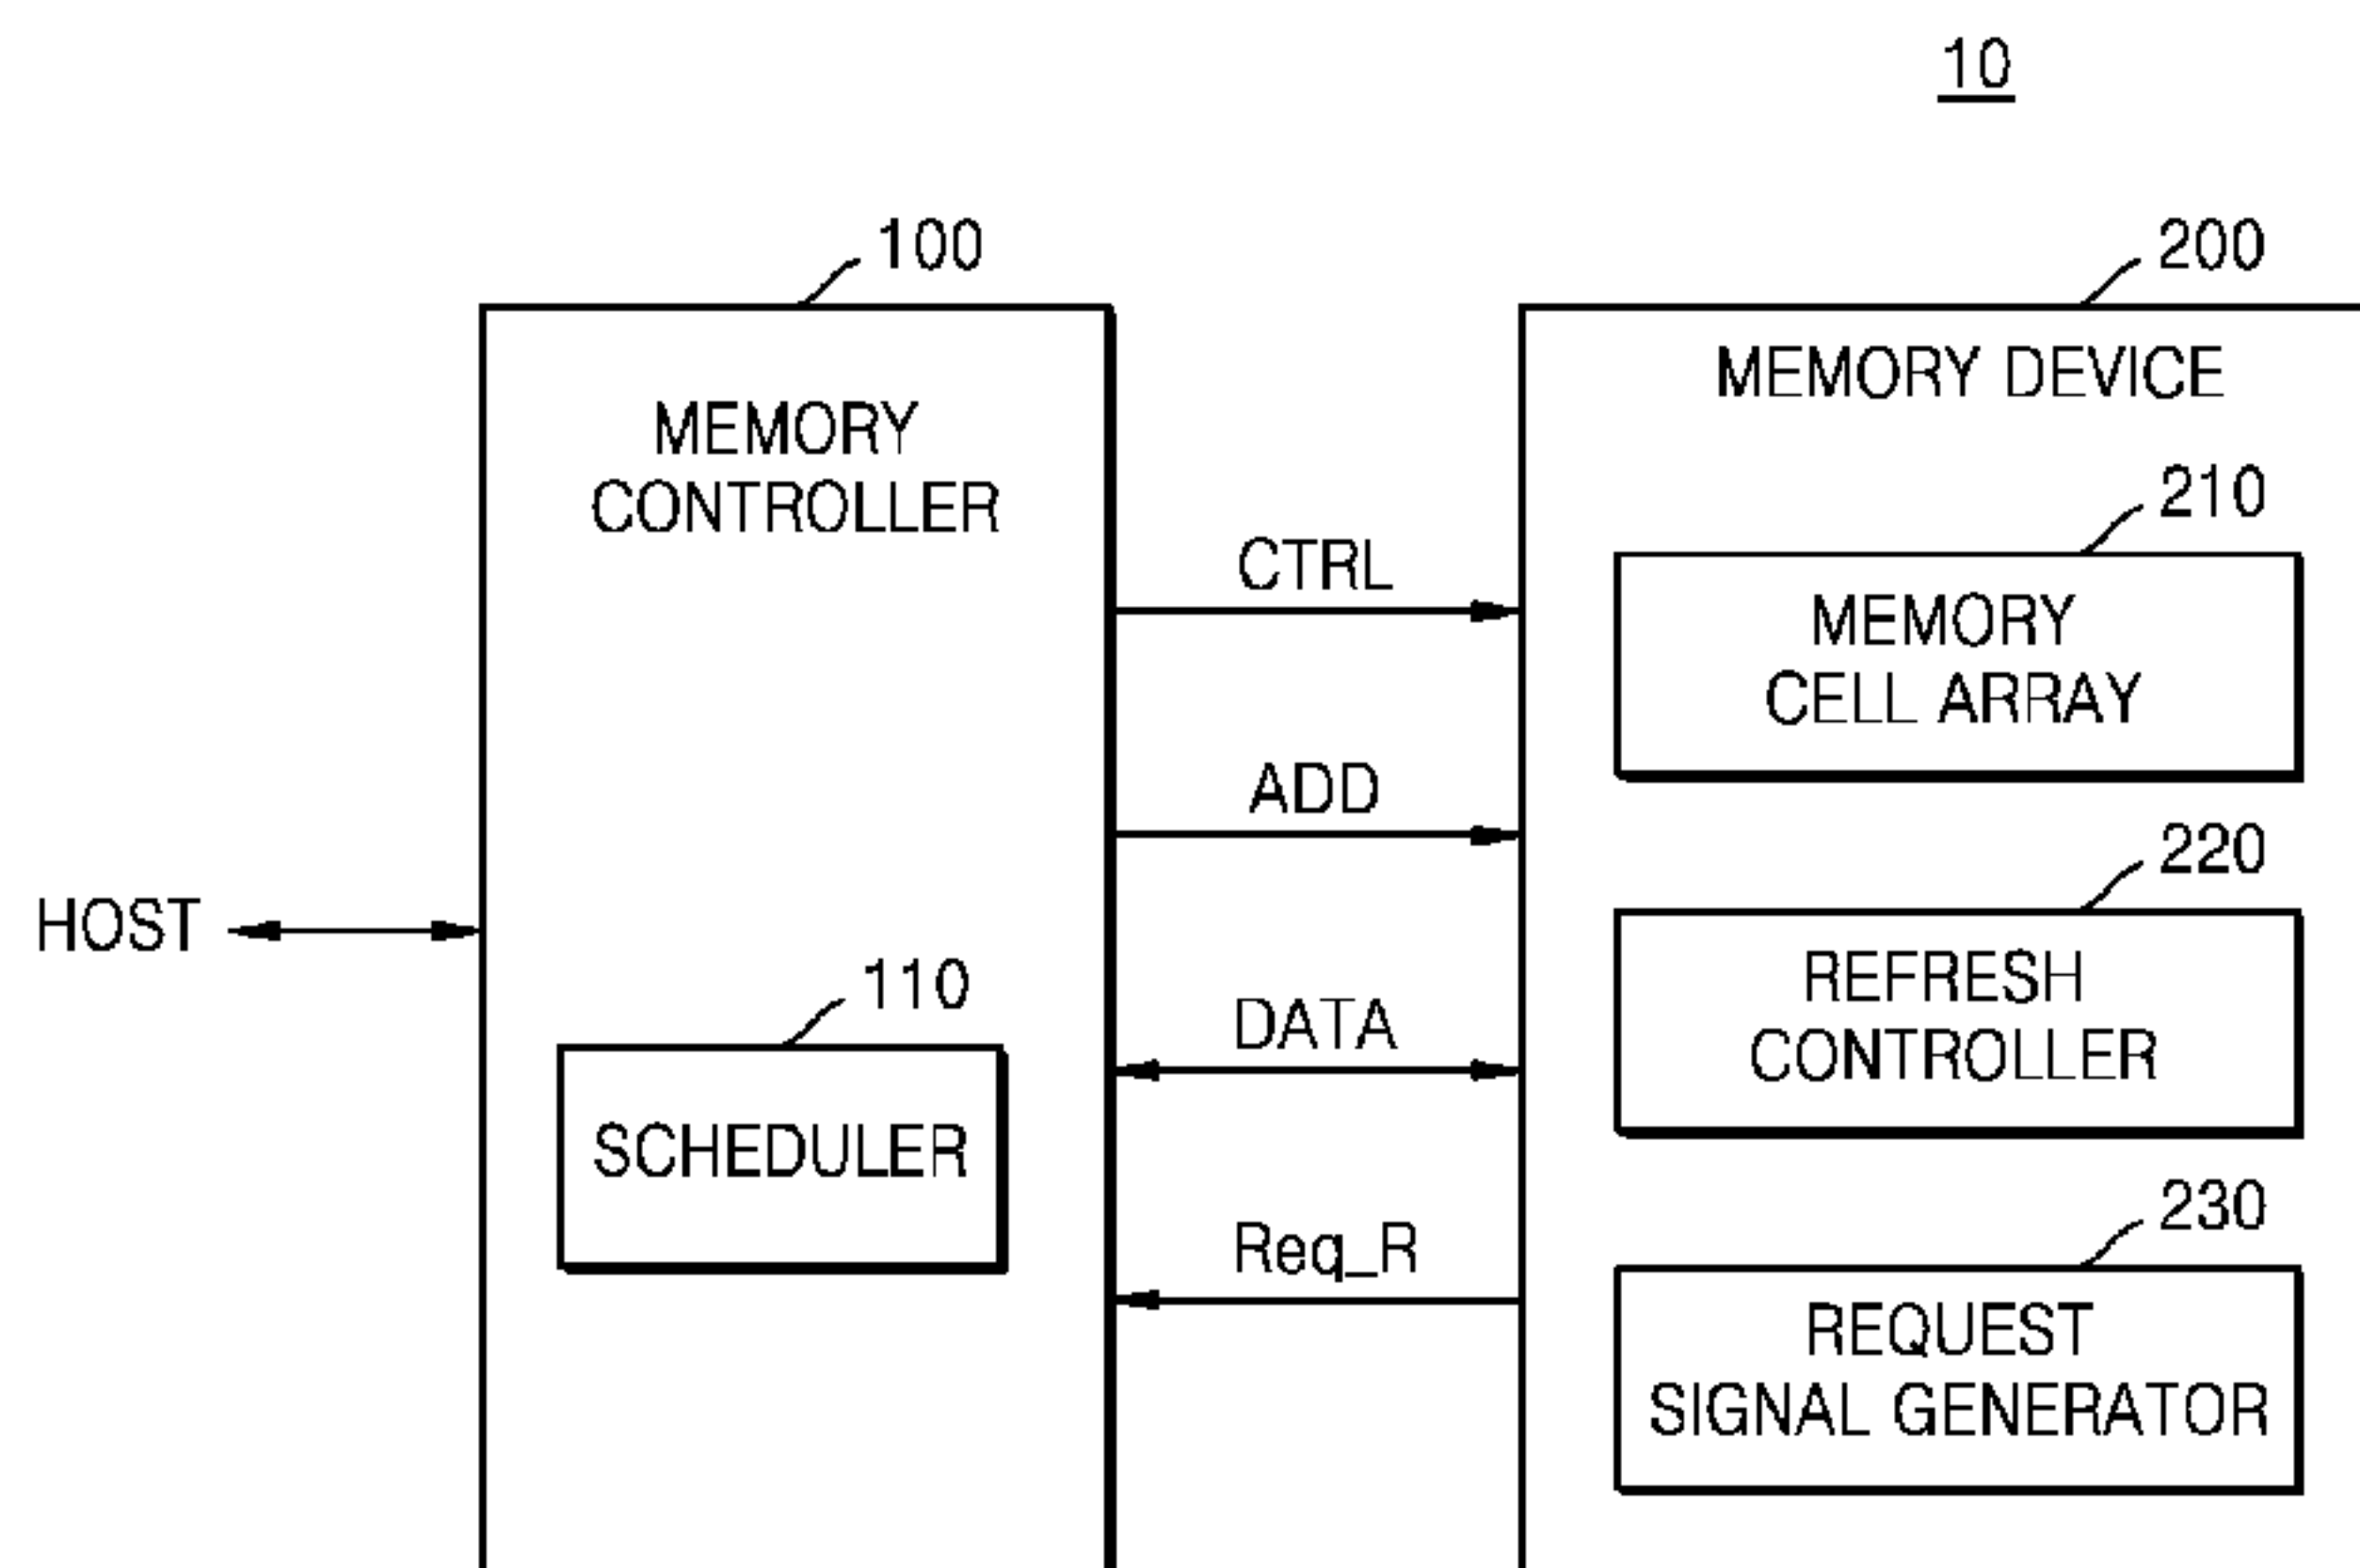 10
100
200
MEMORY
CONTROLLER
MEMORY DEVICE
210
MEMORY
CELL ARRAY
CTRL
ADD
220
REFRESH
CONTROLLER
HOST
110
SCHEDULER
DATA
Req_R
230
REQUEST
SIGNAL GENERATOR